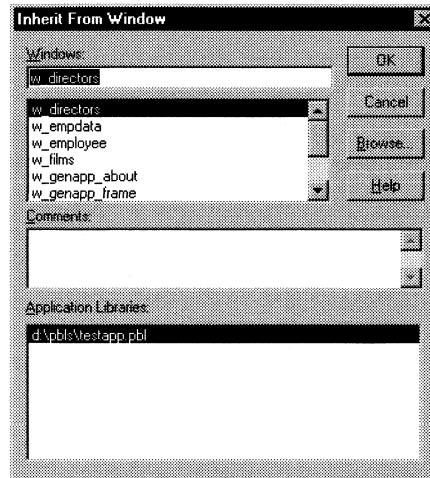 Inherit From Window
Windows:
w_directors
OK
w_directors
w_empdata
w_employee
w_films
w_genapp_about
w_genapp_frame
Cancel
Browse...
Help
Comments:
Application Libraries:
d:\pbls\testapp.pbl